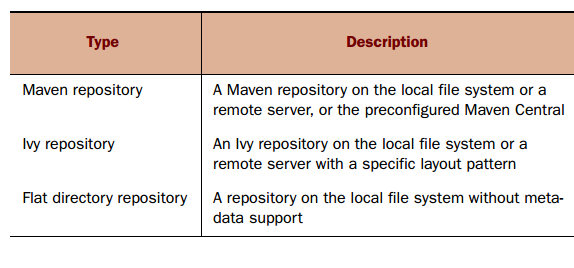 Type Description
Maven repository A Maven repository on the local file system or a
remote server, or the preconfigured Maven Central
Ivy repository An Ivy repository on the local file system or a
remote server with a specific layout pattern
Flat directory repository A repository on the local file system without meta-
data support